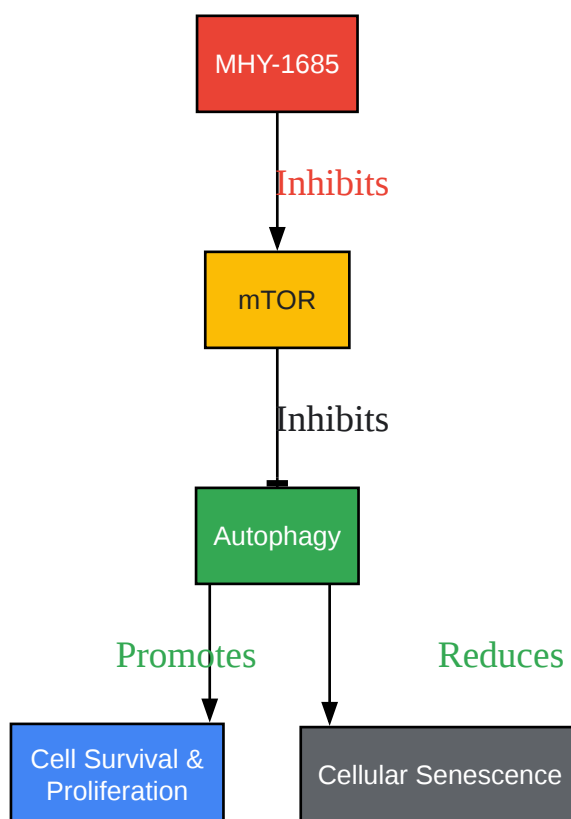 MHY-1685
Inhibits
mTOR
Inhibits
Autophagy
Promotes
Reduces
Cell Survival &
Proliferation
Cellular Senescence